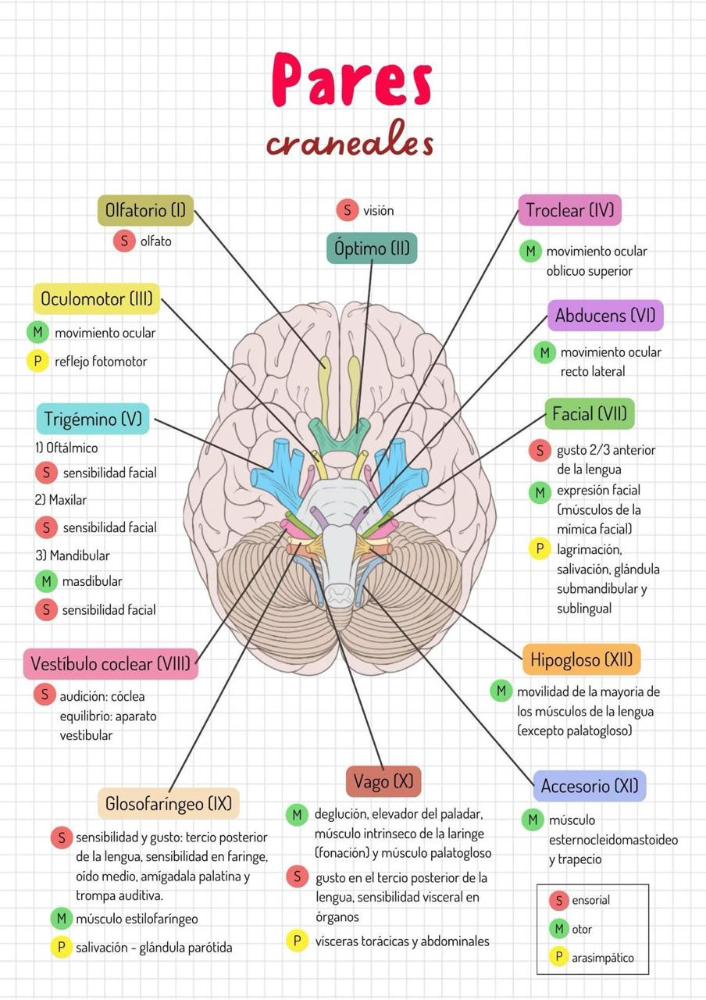 Pares
craneales
Olfatorio (I)
S olfato
S visión
Óptimo (II)
Troclear (IV)
M movimiento ocular
oblicuo superior
Oculomotor (III)
M movimiento ocular
P reflejo fotomotor
Abducens (VI)
M movimiento ocular
recto lateral
Trigémino (V)
1) Oftálmico
S sensibilidad facial
2) Maxilar
S sensibilidad facial
3) Mandibular
M masdibular
S sensibilidad facial
Facial (VII)
S gusto 2/3 anterior
de la lengua
M expresión facial
(músculos de la
mímica facial)
P lagrimación,
salivación, glándula
submandibular y
sublingual
Vestíbulo coclear (VIII)
S audición: cóclea
equilibrio: aparato
vestibular
Hipogloso (XII)
M movilidad de la mayoria de
los músculos de la lengua
(excepto palatogloso)
Glosofaríngeo (IX)
S sensibilidad y gusto: tercio posterior
de la lengua, sensibilidad en faringe,
oído medio, amígadala palatina y
trompa auditiva.
M músculo estilofaríngeo
P salivación - glándula parótida
Vago (X)
M deglución, elevador del paladar,
músculo intrinseco de la laringe
(fonación) y músculo palatogloso
S gusto en el tercio posterior de la
lengua, sensibilidad visceral en
órganos
P vísceras torácicas y abdominales
Accesorio (XI)
M músculo
esternocleidomastoideo
y trapecio
S ensorial
M otor
P arasimpático